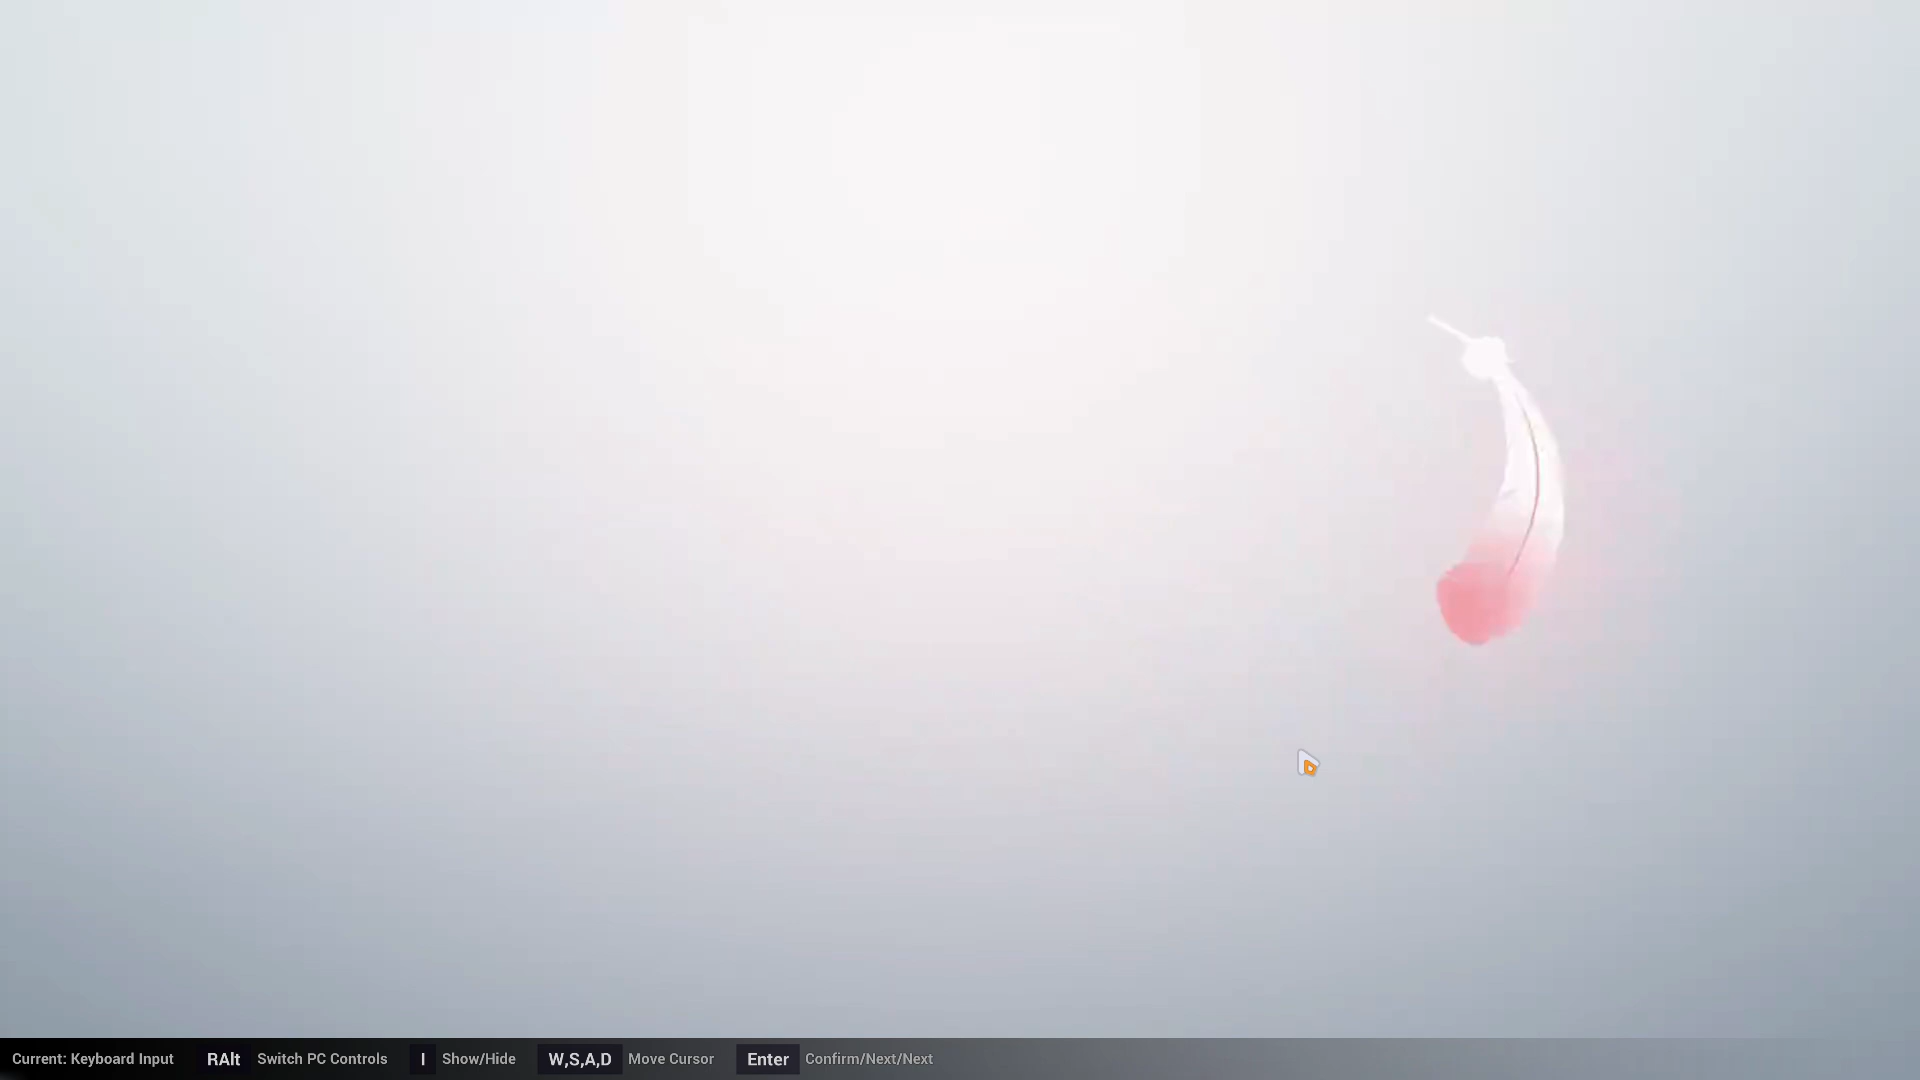 Current: Keyboard Input RAlt Switch PC Controls I Show/Hide W,S,A,D Move Cursor Enter Confirm/Next/Next